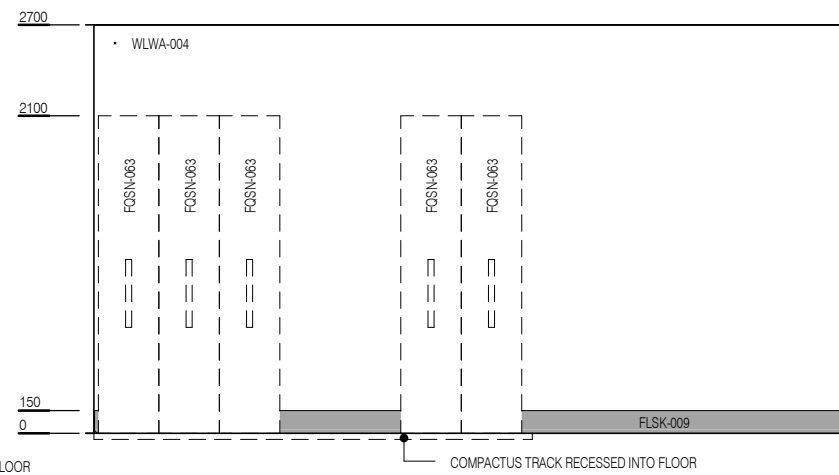 2700
WLWA-004
2100
FQSN-063
FQSN-063
FQSN-063
FQSN-063
FQSN-063
150
0
FLSK-009
COMPACTUS TRACK RECESSED INTO FLOOR
LOOR